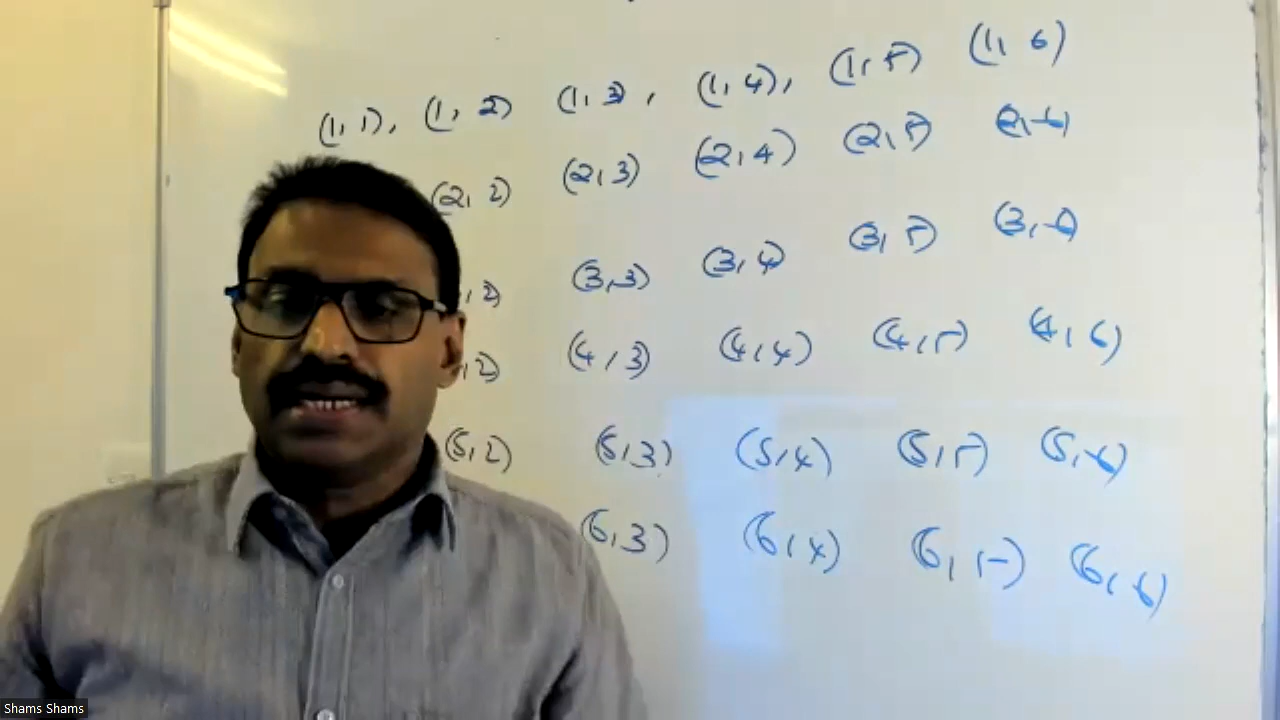 (1, 1), (1, 2) (1, 3), (1, 4), (1, 5) (1, 6)
(2, 2) (2, 3) (2, 4) (2, 5) (2, 6)
, 2) (3, 3) (3, 4) (3, 5) (3, 6)
, 2) (4, 3) (4, 4) (4, 5) (4, 6)
(5, 2) (5, 3) (5, 4) (5, 5) (5, 6)
(6, 3) (6, 4) (6, 5) (6, 6)
Shams Shams